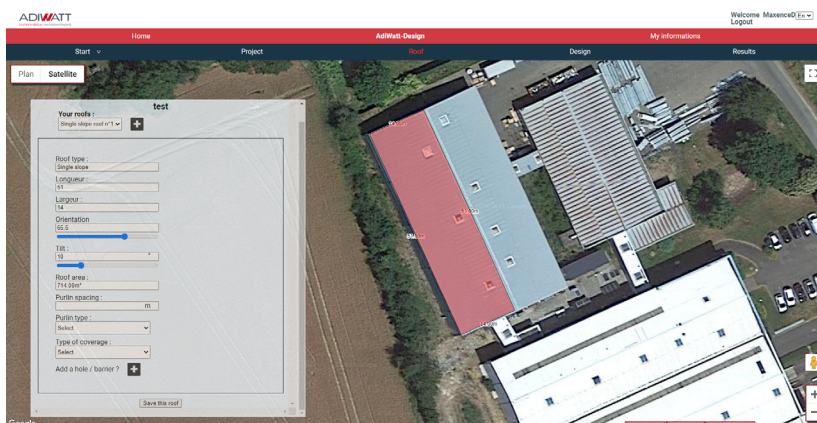 ADIWATT
Welcome MaxenceD En
Logout
Home AdiWatt-Design My informations
Start Project Roof Design Results
Plan Satellite
test
Your roofs :
Single slope roof n°1
Roof type :
Single slope
Longueur :
51
Largeur :
14
Orientation
65.5
Tilt :
10 °
Roof area :
714.00m²
Purlin spacing :
m
Purlin type :
Select
Type of coverage :
Select
Add a hole / barrier ?
Save this roof
Google